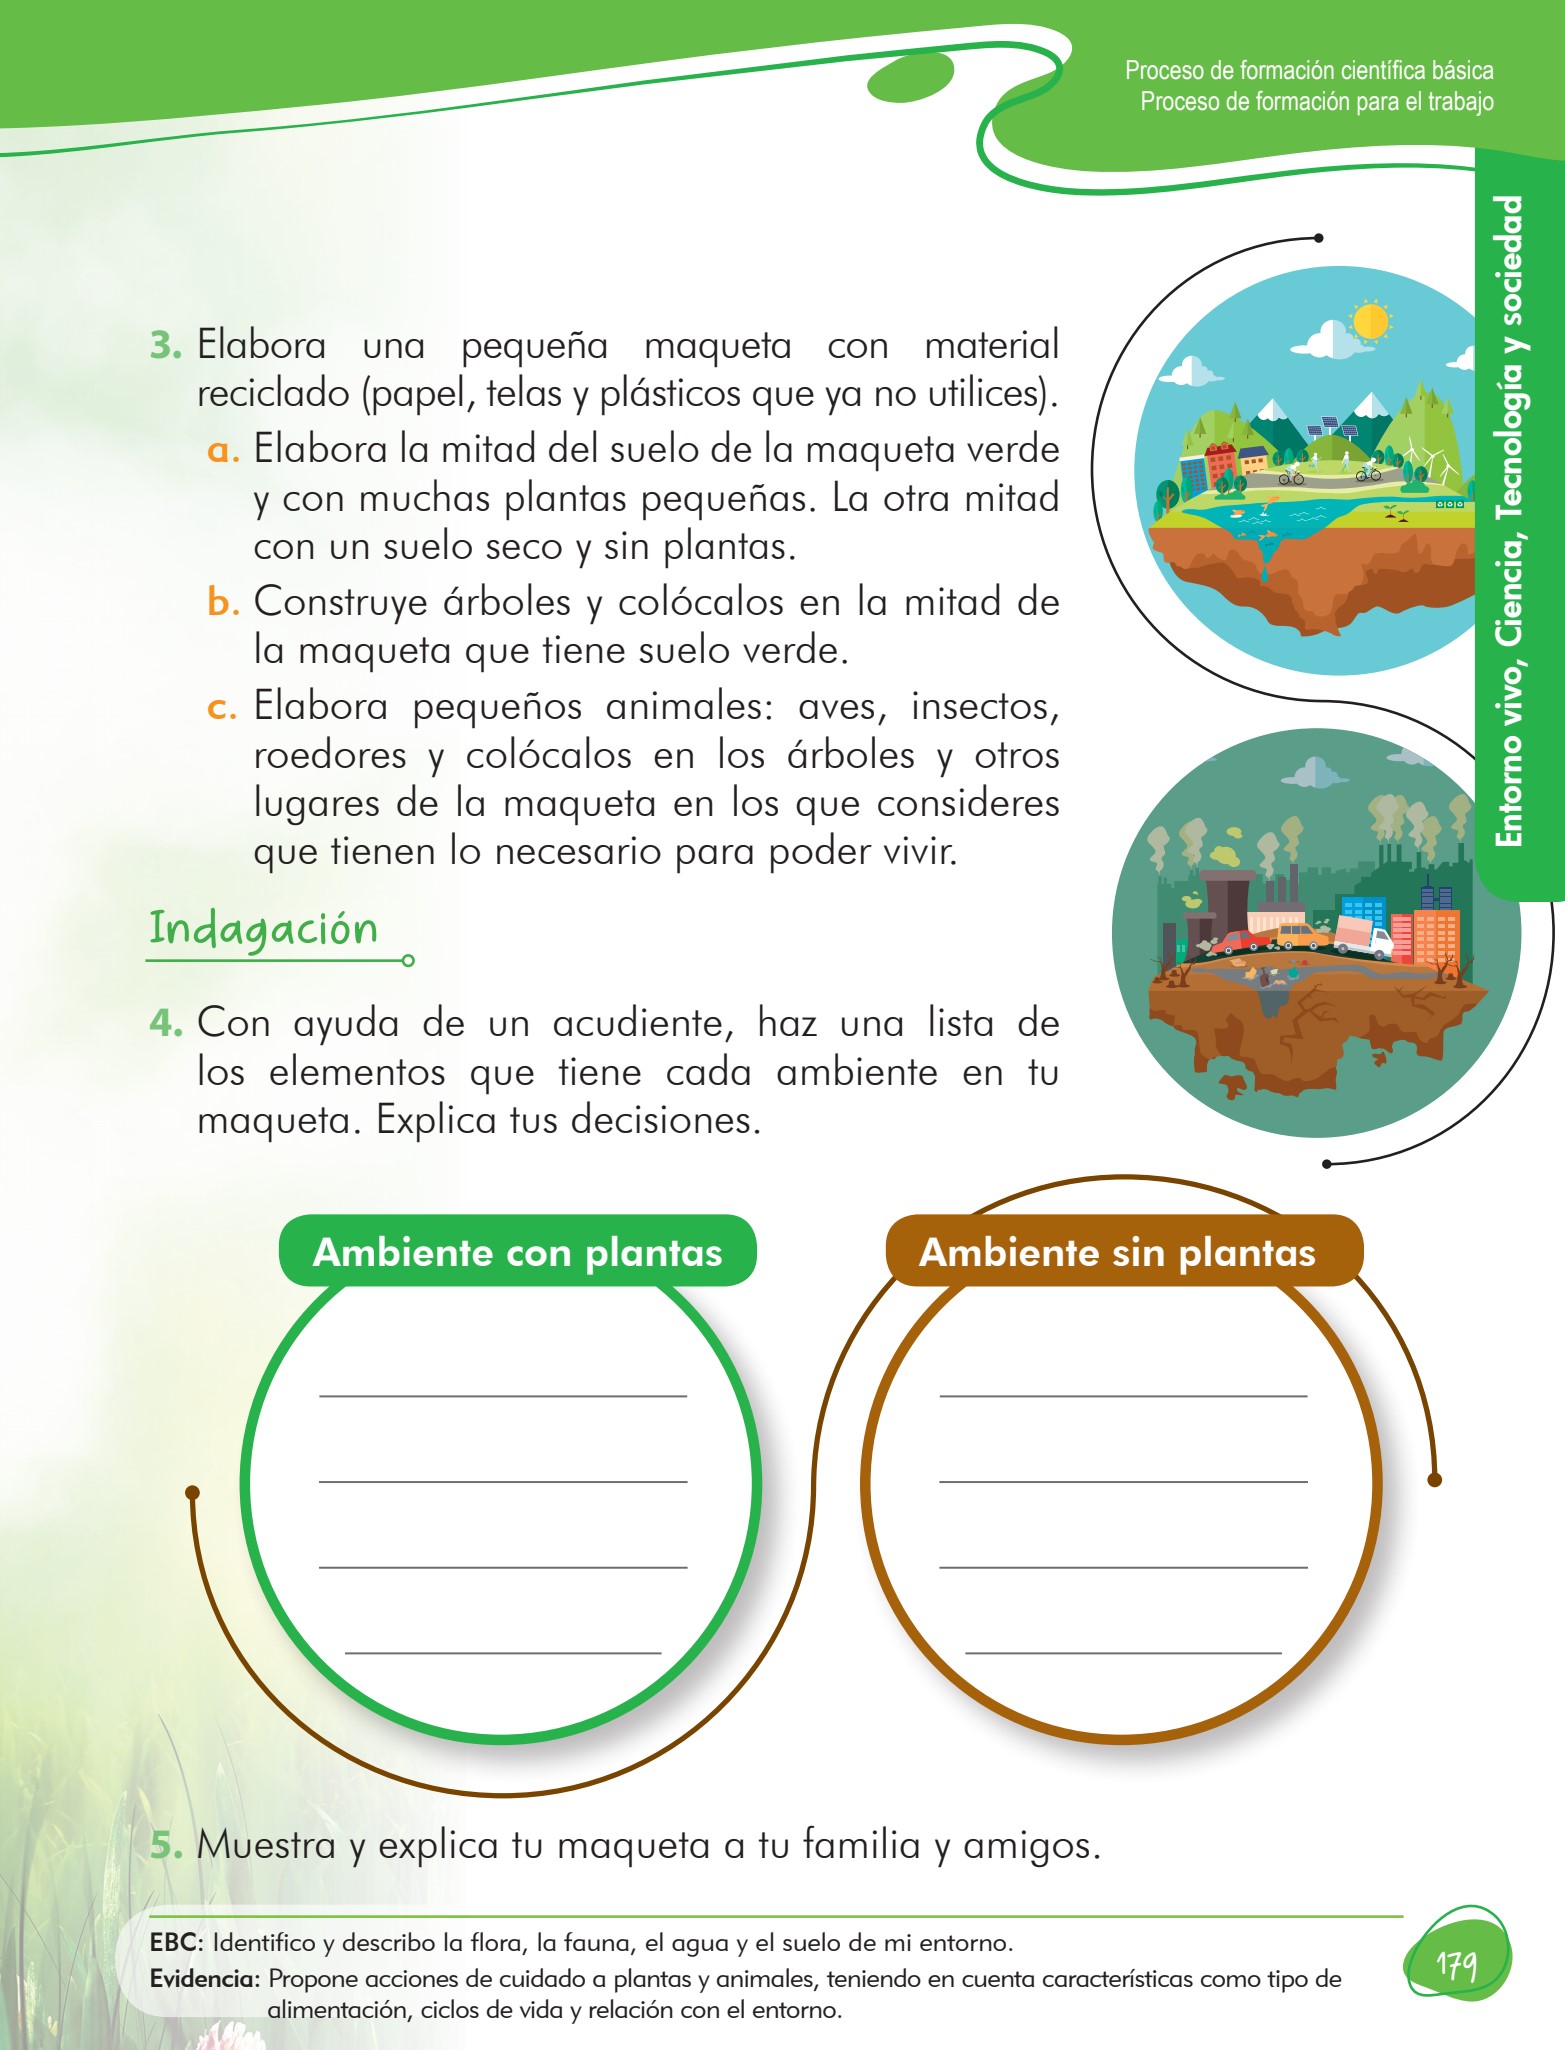 Proceso de formación científica básica
Proceso de formación para el trabajo
Entorno vivo, Ciencia, Tecnología y sociedad
3. Elabora una pequeña maqueta con material
reciclado (papel, telas y plásticos que ya no utilices).
a. Elabora la mitad del suelo de la maqueta verde
y con muchas plantas pequeñas. La otra mitad
con un suelo seco y sin plantas.
b. Construye árboles y colócalos en la mitad de
la maqueta que tiene suelo verde.
c. Elabora pequeños animales: aves, insectos,
roedores y colócalos en los árboles y otros
lugares de la maqueta en los que consideres
que tienen lo necesario para poder vivir.
Indagación
4. Con ayuda de un acudiente, haz una lista de
los elementos que tiene cada ambiente en tu
maqueta. Explica tus decisiones.
Ambiente con plantas
Ambiente sin plantas
5. Muestra y explica tu maqueta a tu familia y amigos.
EBC: Identifico y describo la flora, la fauna, el agua y el suelo de mi entorno.
Evidencia: Propone acciones de cuidado a plantas y animales, teniendo en cuenta características como tipo de
alimentación, ciclos de vida y relación con el entorno.
179